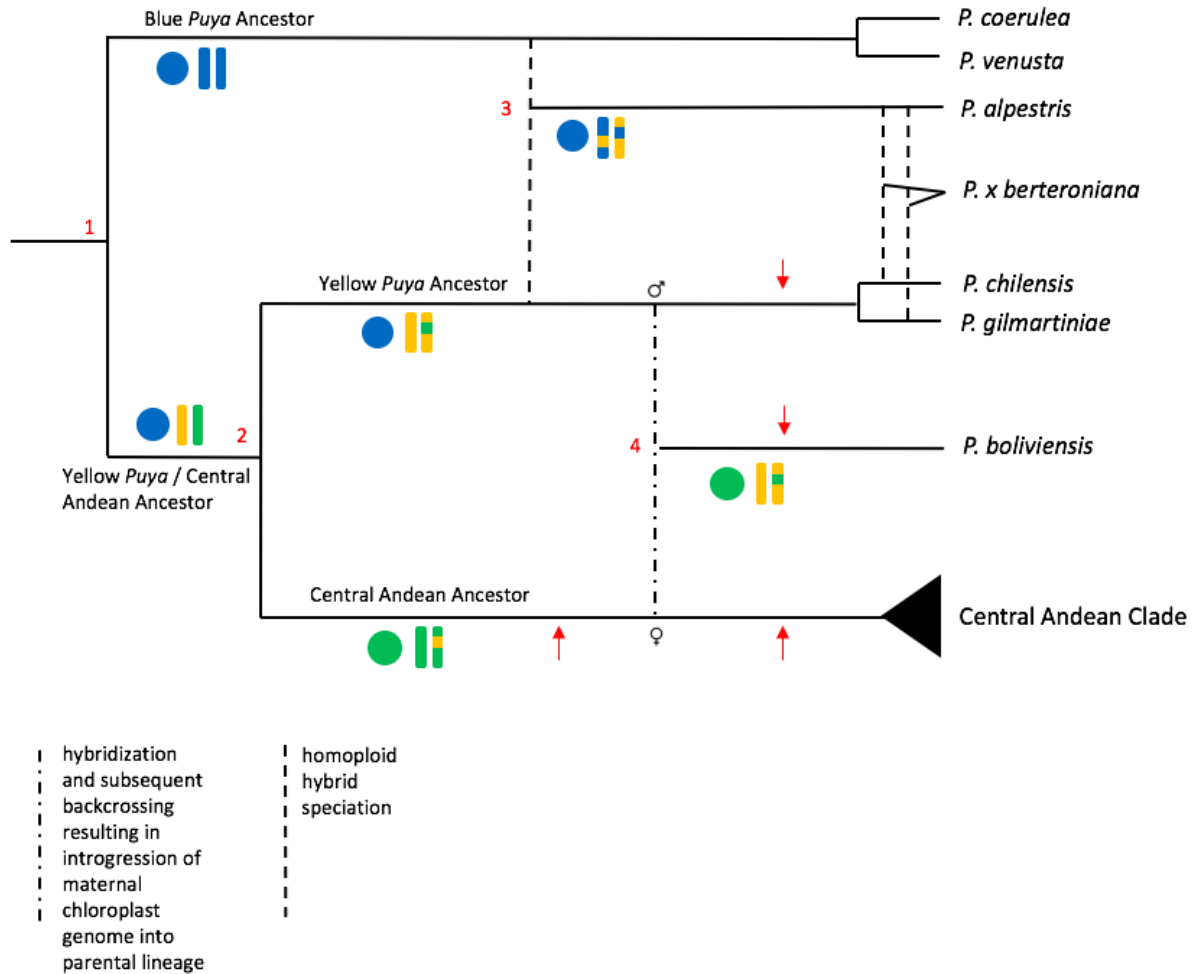 Blue Puya Ancestor
P. coerulea
P. venusta
3
P. alpestris
P. x berteroniana
1
Yellow Puya Ancestor
♂
P. chilensis
P. gilmartiniae
2
Yellow Puya / Central
Andean Ancestor
4
P. boliviensis
Central Andean Ancestor
♀
Central Andean Clade
hybridization
and subsequent
backcrossing
resulting in
introgression of
maternal
chloroplast
genome into
parental lineage
homoploid
hybrid
speciation